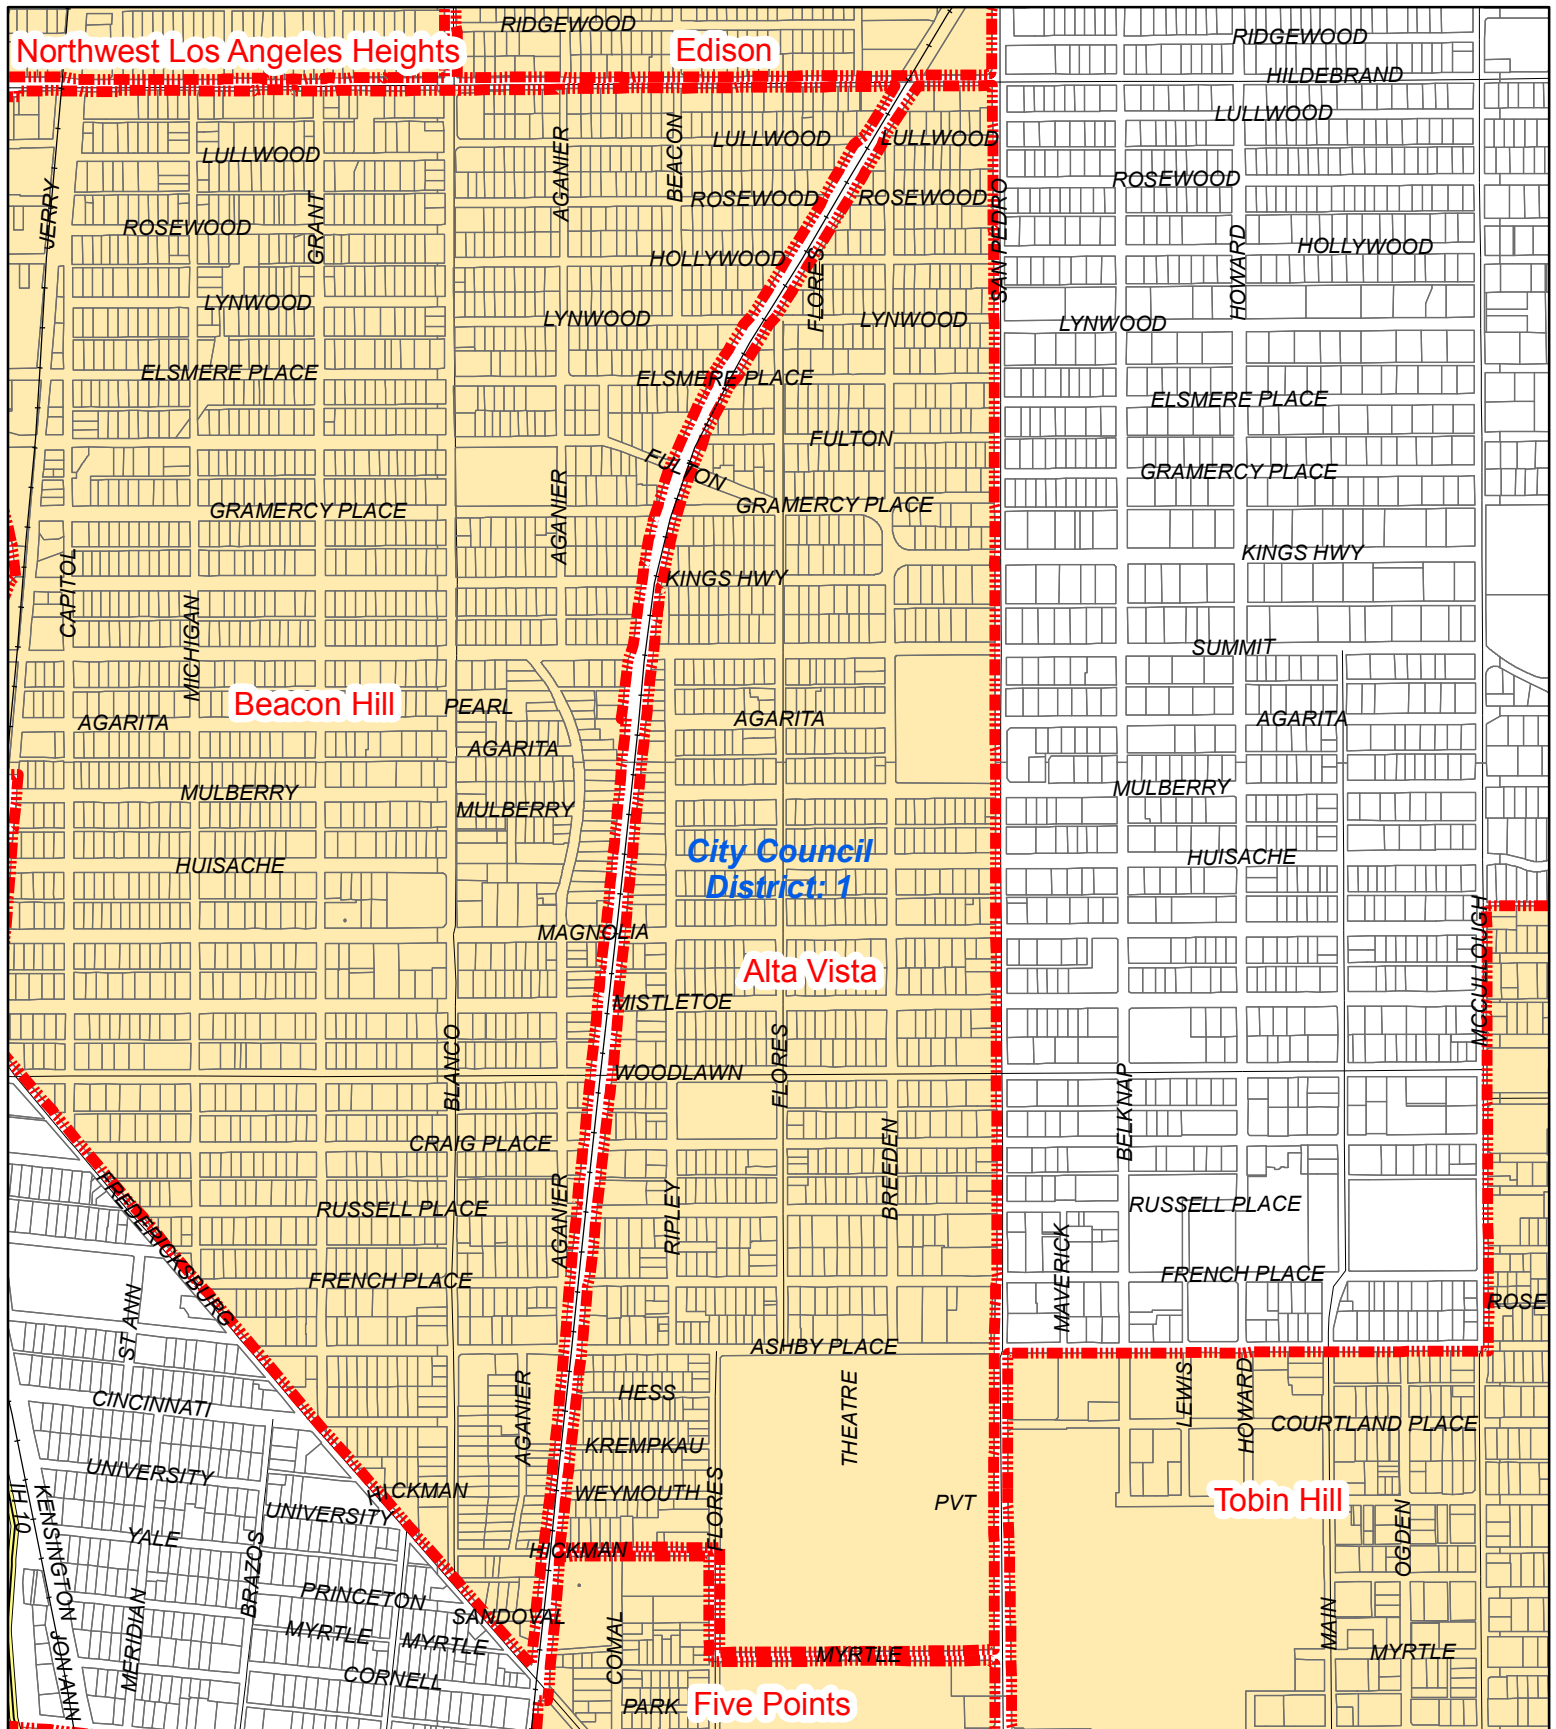 RIDGEWOOD
RIDGEWOOD
Northwest Los Angeles Heights
Edison
HILDEBRAND
LULLWOOD
LULLWOOD
LULLWOOD
LULLWOOD
AGANIER
BEACON
JERRY
ROSEWOOD
ROSEWOOD
ROSEWOOD
ROSEWOOD
GRANT
SAN PEDRO
HOWARD
HOLLYWOOD
HOLLYWOOD
FLORES
LYNWOOD
LYNWOOD
LYNWOOD
LYNWOOD
ELSMERE PLACE
ELSMERE PLACE
ELSMERE PLACE
FULTON
FULTON
GRAMERCY PLACE
GRAMERCY PLACE
GRAMERCY PLACE
AGANIER
KINGS HWY
KINGS HWY
CAPITOL
MICHIGAN
SUMMIT
Beacon Hill
PEARL
AGARITA
AGARITA
AGARITA
AGARITA
MULBERRY
MULBERRY
MULBERRY
City Council
District: 1
HUISACHE
HUISACHE
MAGNOLIA
MCCULLOUGH
Alta Vista
MISTLETOE
BLANCO
FLORES
WOODLAWN
BELKNAP
CRAIG PLACE
BREEDEN
FREDERICKSBURG
RUSSELL PLACE
RUSSELL PLACE
AGANIER
RIPLEY
MAVERICK
FRENCH PLACE
FRENCH PLACE
ROSE
ST ANN
ASHBY PLACE
CINCINNATI
HESS
THEATRE
LEWIS
HOWARD
COURTLAND PLACE
AGANIER
KREMPKAU
UNIVERSITY
UNIVERSITY
WEYMOUTH
FLORES
PVT
Tobin Hill
IH 10
KENSINGTON
YALE
BRAZOS
HICKMAN
OGDEN
PRINCETON
SANDOVAL
COMAL
MERIDIAN
MYRTLE
MYRTLE
MYRTLE
MYRTLE
MAIN
JON ANN
CORNELL
PARK
Five Points